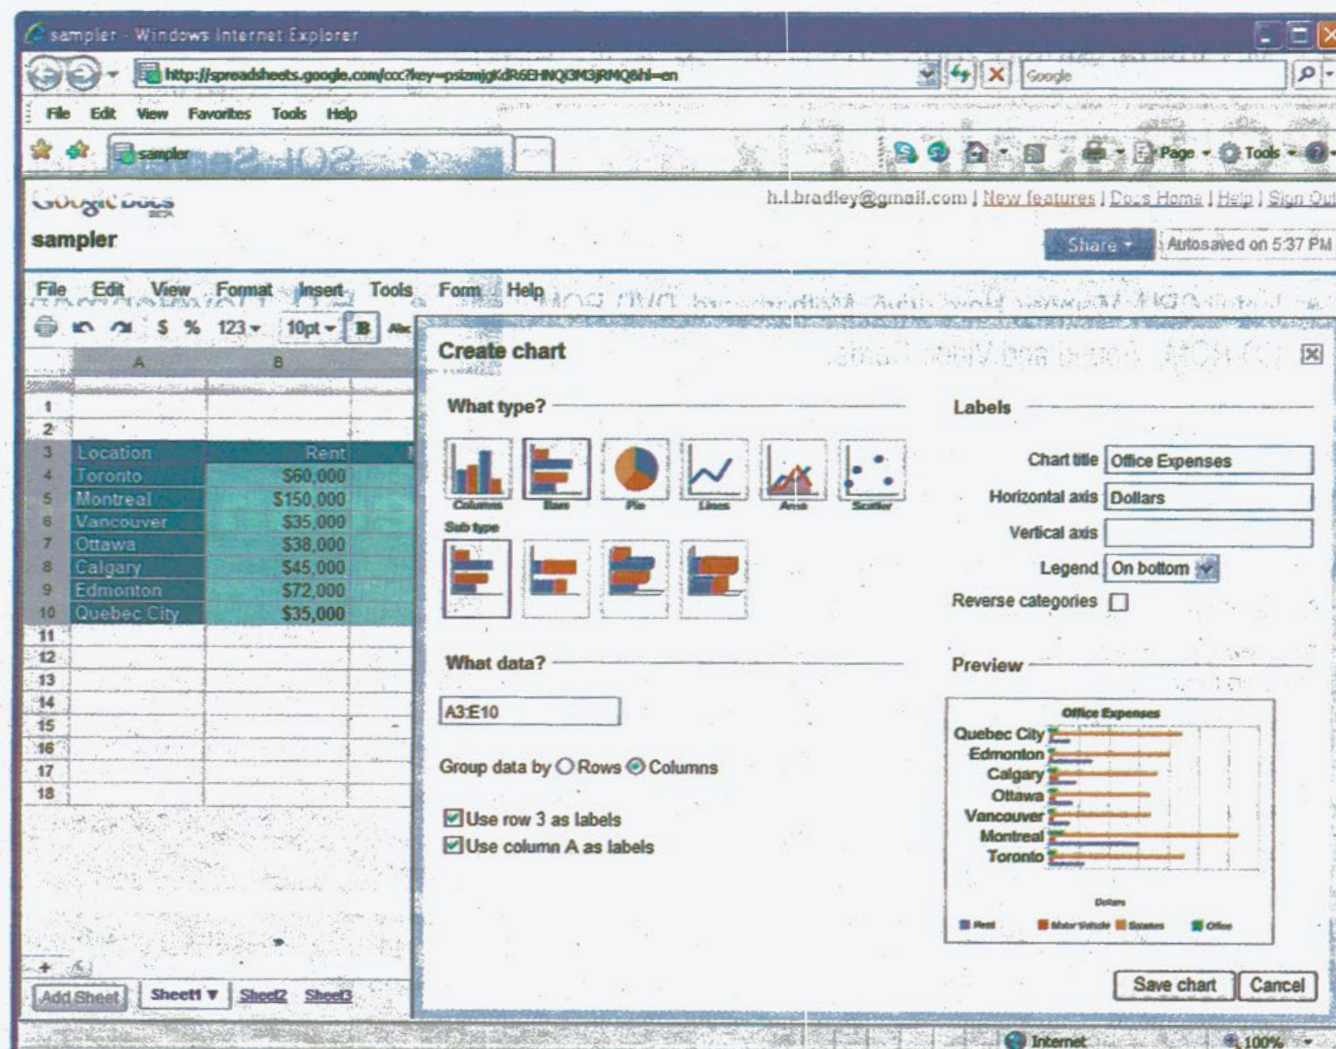 sampler - Windows Internet Explorer
http://spreadsheets.google.com/ccc?key=psizmjgKdR6EHNQi3M3jRMQ&hl=en
Google
File Edit View Favorites Tools Help
sampler
Page Tools
Google Docs
BETA
h.l.bradley@gmail.com | New features | Docs Home | Help | Sign Out
sampler
Share Autosaved on 5:37 PM
File Edit View Format Insert Tools Form Help
$ % 123 10pt B Abc
A B
Create chart
What type?
Columns Bars Pie Lines Area Scatter
Sub type
Labels
Chart title Office Expenses
Horizontal axis Dollars
Vertical axis
Legend On bottom
Reverse categories
1
2
3 Location Rent M
4 Toronto $60,000
5 Montreal $150,000
6 Vancouver $35,000
7 Ottawa $38,000
8 Calgary $45,000
9 Edmonton $72,000
10 Quebec City $35,000
11
12
13
14
15
16
17
18
What data?
A3:E10
Group data by Rows Columns
Use row 3 as labels
Use column A as labels
Preview
Office Expenses
Quebec City
Edmonton
Calgary
Ottawa
Vancouver
Montreal
Toronto
Dollars
Rent Motor Vehicle Salaries Office
Save chart Cancel
Add Sheet Sheet1 Sheet2 Sheet3
Internet 100%